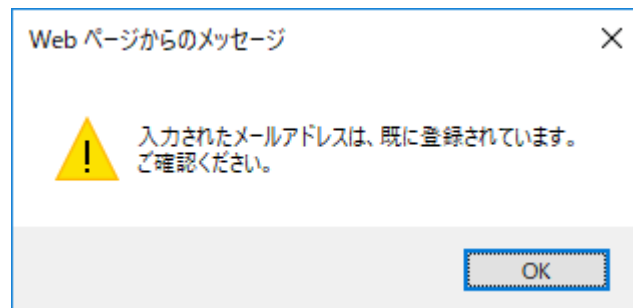 Web ページからのメッセージ
入力されたメールアドレスは、既に登録されています。
ご確認ください。
OK